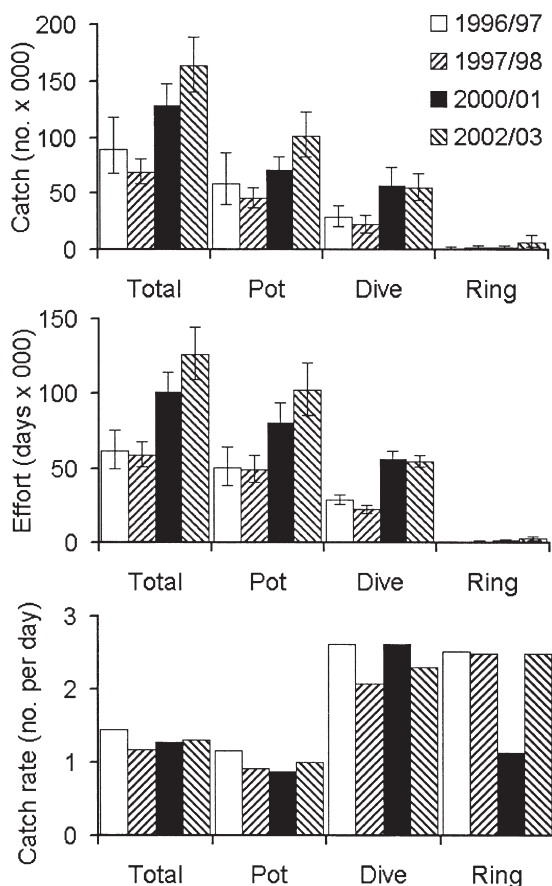 Catch (no. x 000)
200
150
100
50
0
1996/97
1997/98
2000/01
2002/03
Total Pot Dive Ring
Effort (days x 000)
150
100
50
0
Total Pot Dive Ring
Catch rate (no. per day)
3
2
1
0
Total Pot Dive Ring